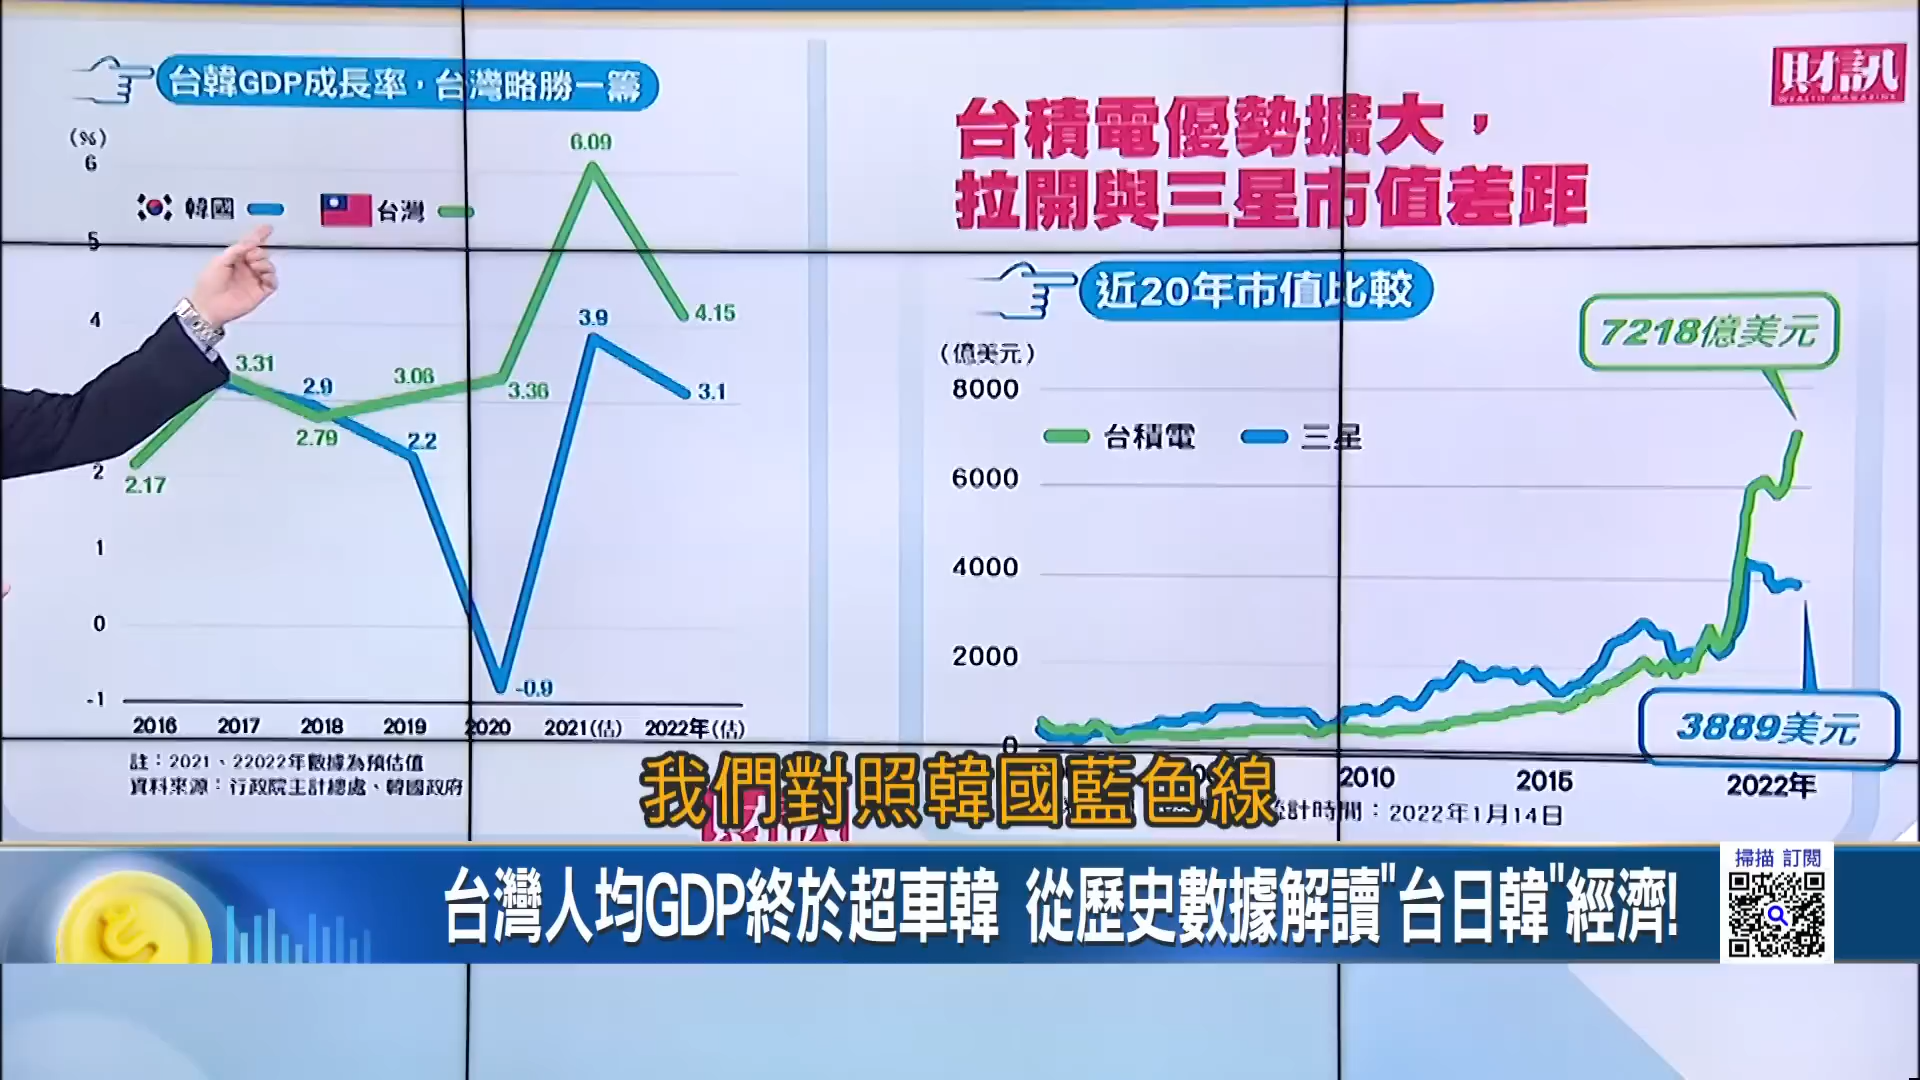 台韓GDP成長率，台灣略勝一籌
(%)
6
5
4
2
1
0
-1
韓國
台灣
6.09
4.15
3.9
3.1
3.31
2.9
3.06
3.36
2.79
2.2
2.17
-0.9
2016
2017
2018
2019
2020
2021(估)
2022年(估)
註：2021、22022年數據為預估值
資料來源：行政院主計總處、韓國政府
財訊
WEALTH MAGAZINE
台積電優勢擴大，
拉開與三星市值差距
近20年市值比較
(億美元)
8000
6000
4000
2000
0
台積電
三星
7218億美元
3889美元
2010
2015
2022年
統計時間：2022年1月14日
我們對照韓國藍色線
台灣人均GDP終於超車韓 從歷史數據解讀"台日韓"經濟!
掃描 訂閱